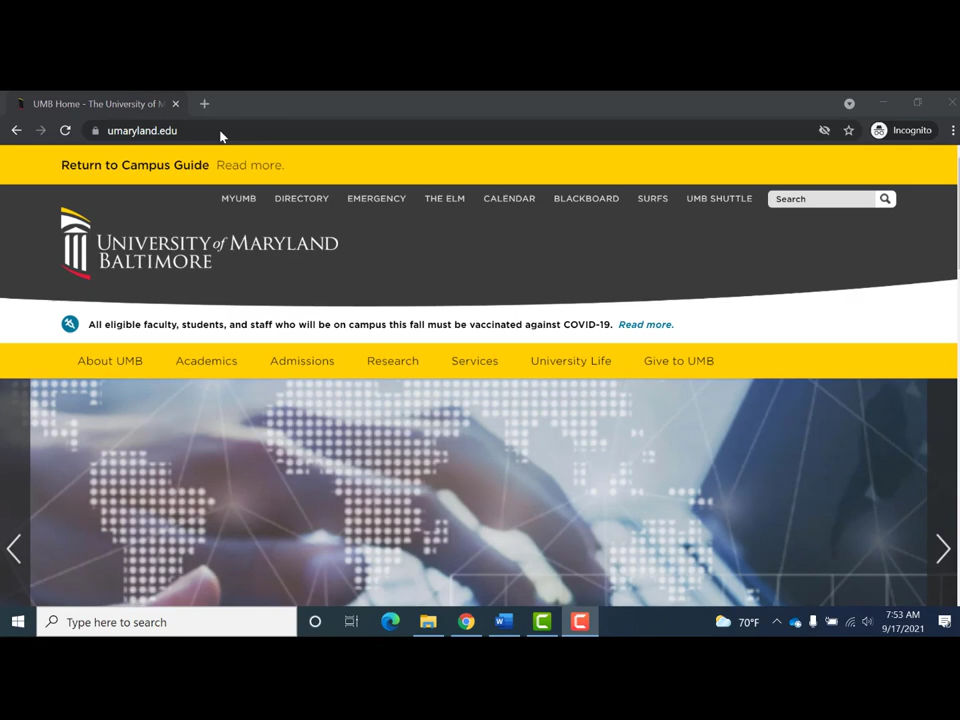 UMB Home - The University of M
umaryland.edu
Incognito
Return to Campus Guide Read more.
MYUMB DIRECTORY EMERGENCY THE ELM CALENDAR BLACKBOARD SURFS UMB SHUTTLE Search
UNIVERSITY of MARYLAND
BALTIMORE
All eligible faculty, students, and staff who will be on campus this fall must be vaccinated against COVID-19. Read more.
About UMB Academics Admissions Research Services University Life Give to UMB
Type here to search
70°F
7:53 AM
9/17/2021